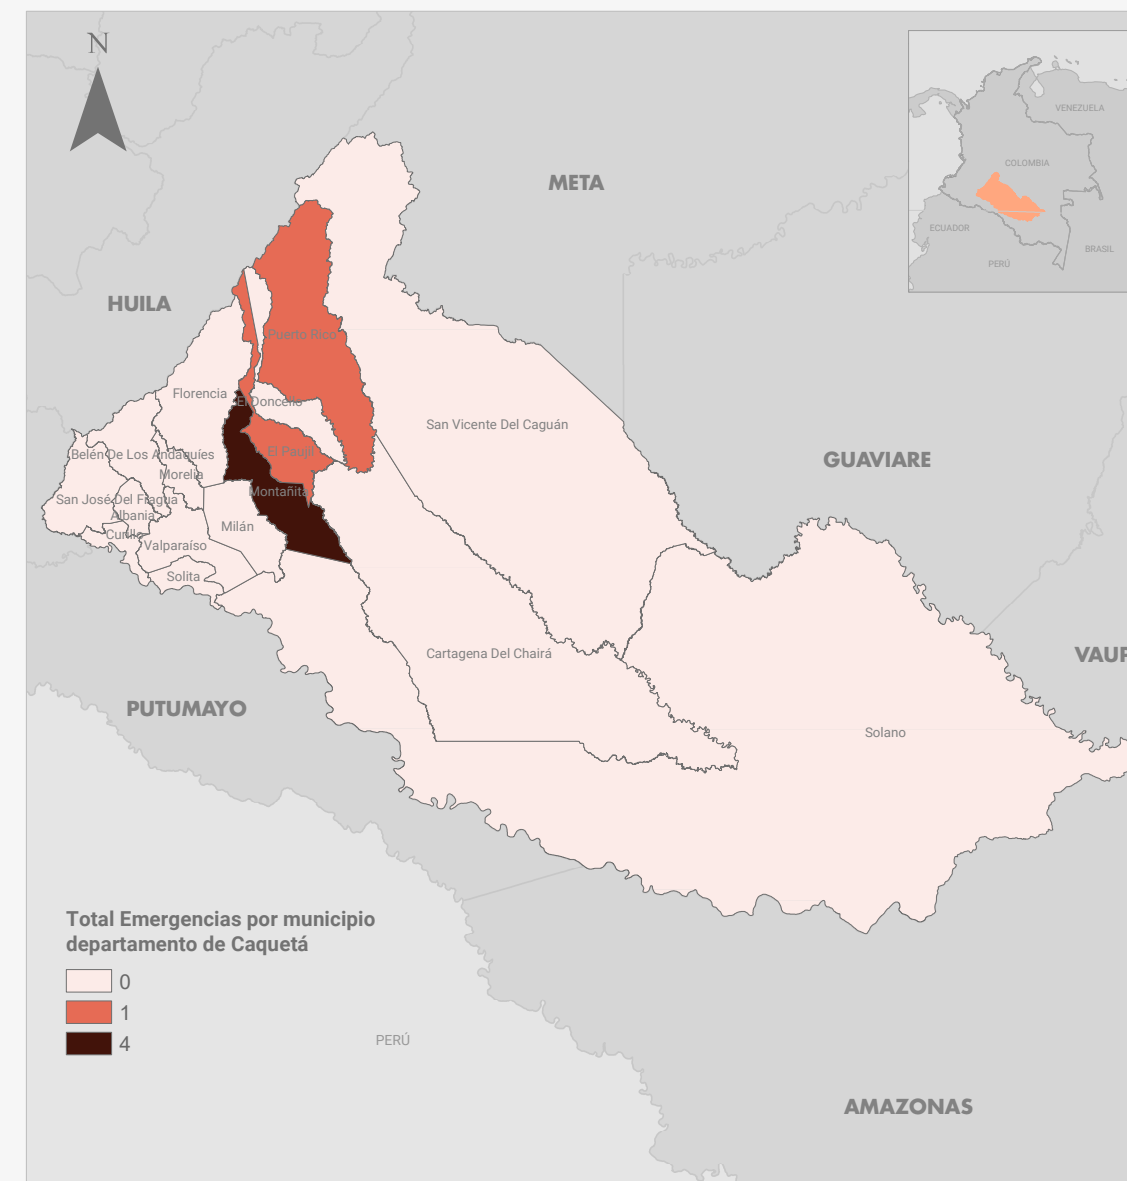 N
VENEZUELA
COLOMBIA
ECUADOR
BRASIL
PERÚ
META
HUILA
Puerto Rico
Florencia
El Doncello
San Vicente Del Caguán
El Paujil
Belén De Los Andaquíes
GUAVIARE
Morelia
Montañita
San José Del Fragua
Albania
Milán
Curillo
Valparaíso
Solita
Cartagena Del Chairá
VAUP
PUTUMAYO
Solano
Total Emergencias por municipio
departamento de Caquetá
0
1
4
PERÚ
AMAZONAS